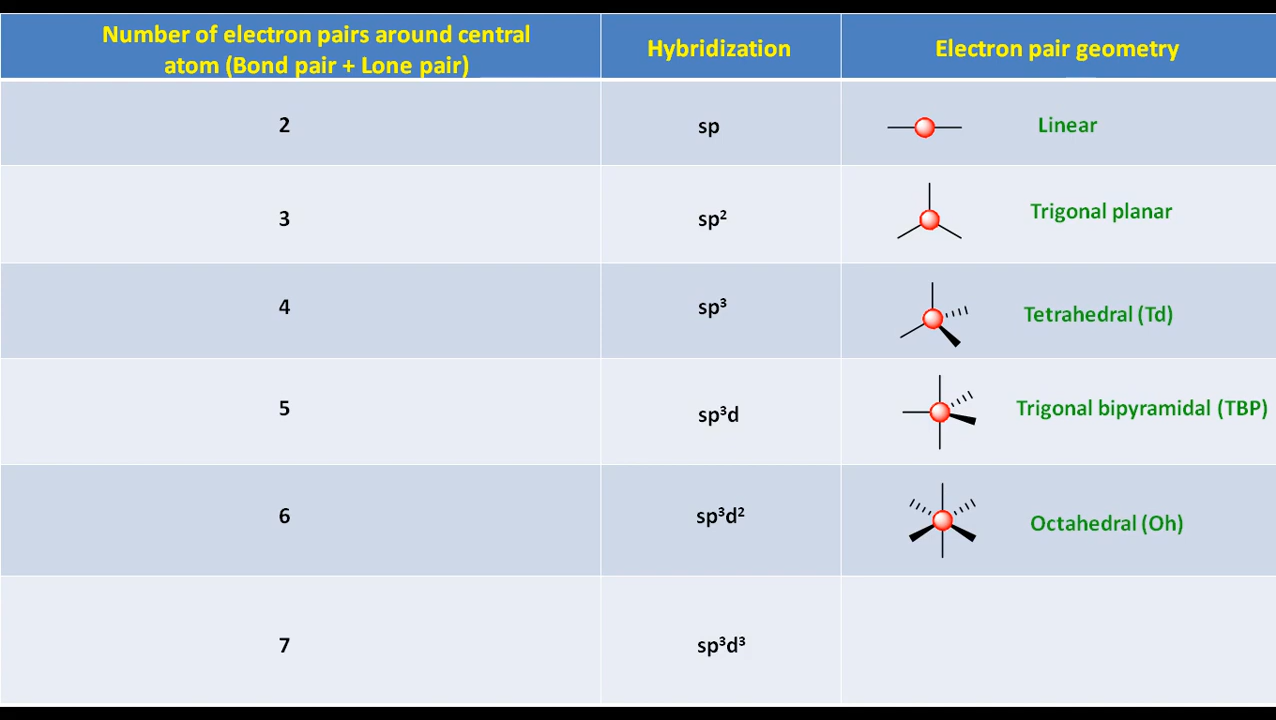 Number of electron pairs around central
atom (Bond pair + Lone pair)
Hybridization
Electron pair geometry
2
sp
Linear
3
sp²
Trigonal planar
4
sp³
Tetrahedral (Td)
5
sp³d
Trigonal bipyramidal (TBP)
6
sp³d²
Octahedral (Oh)
7
sp³d³